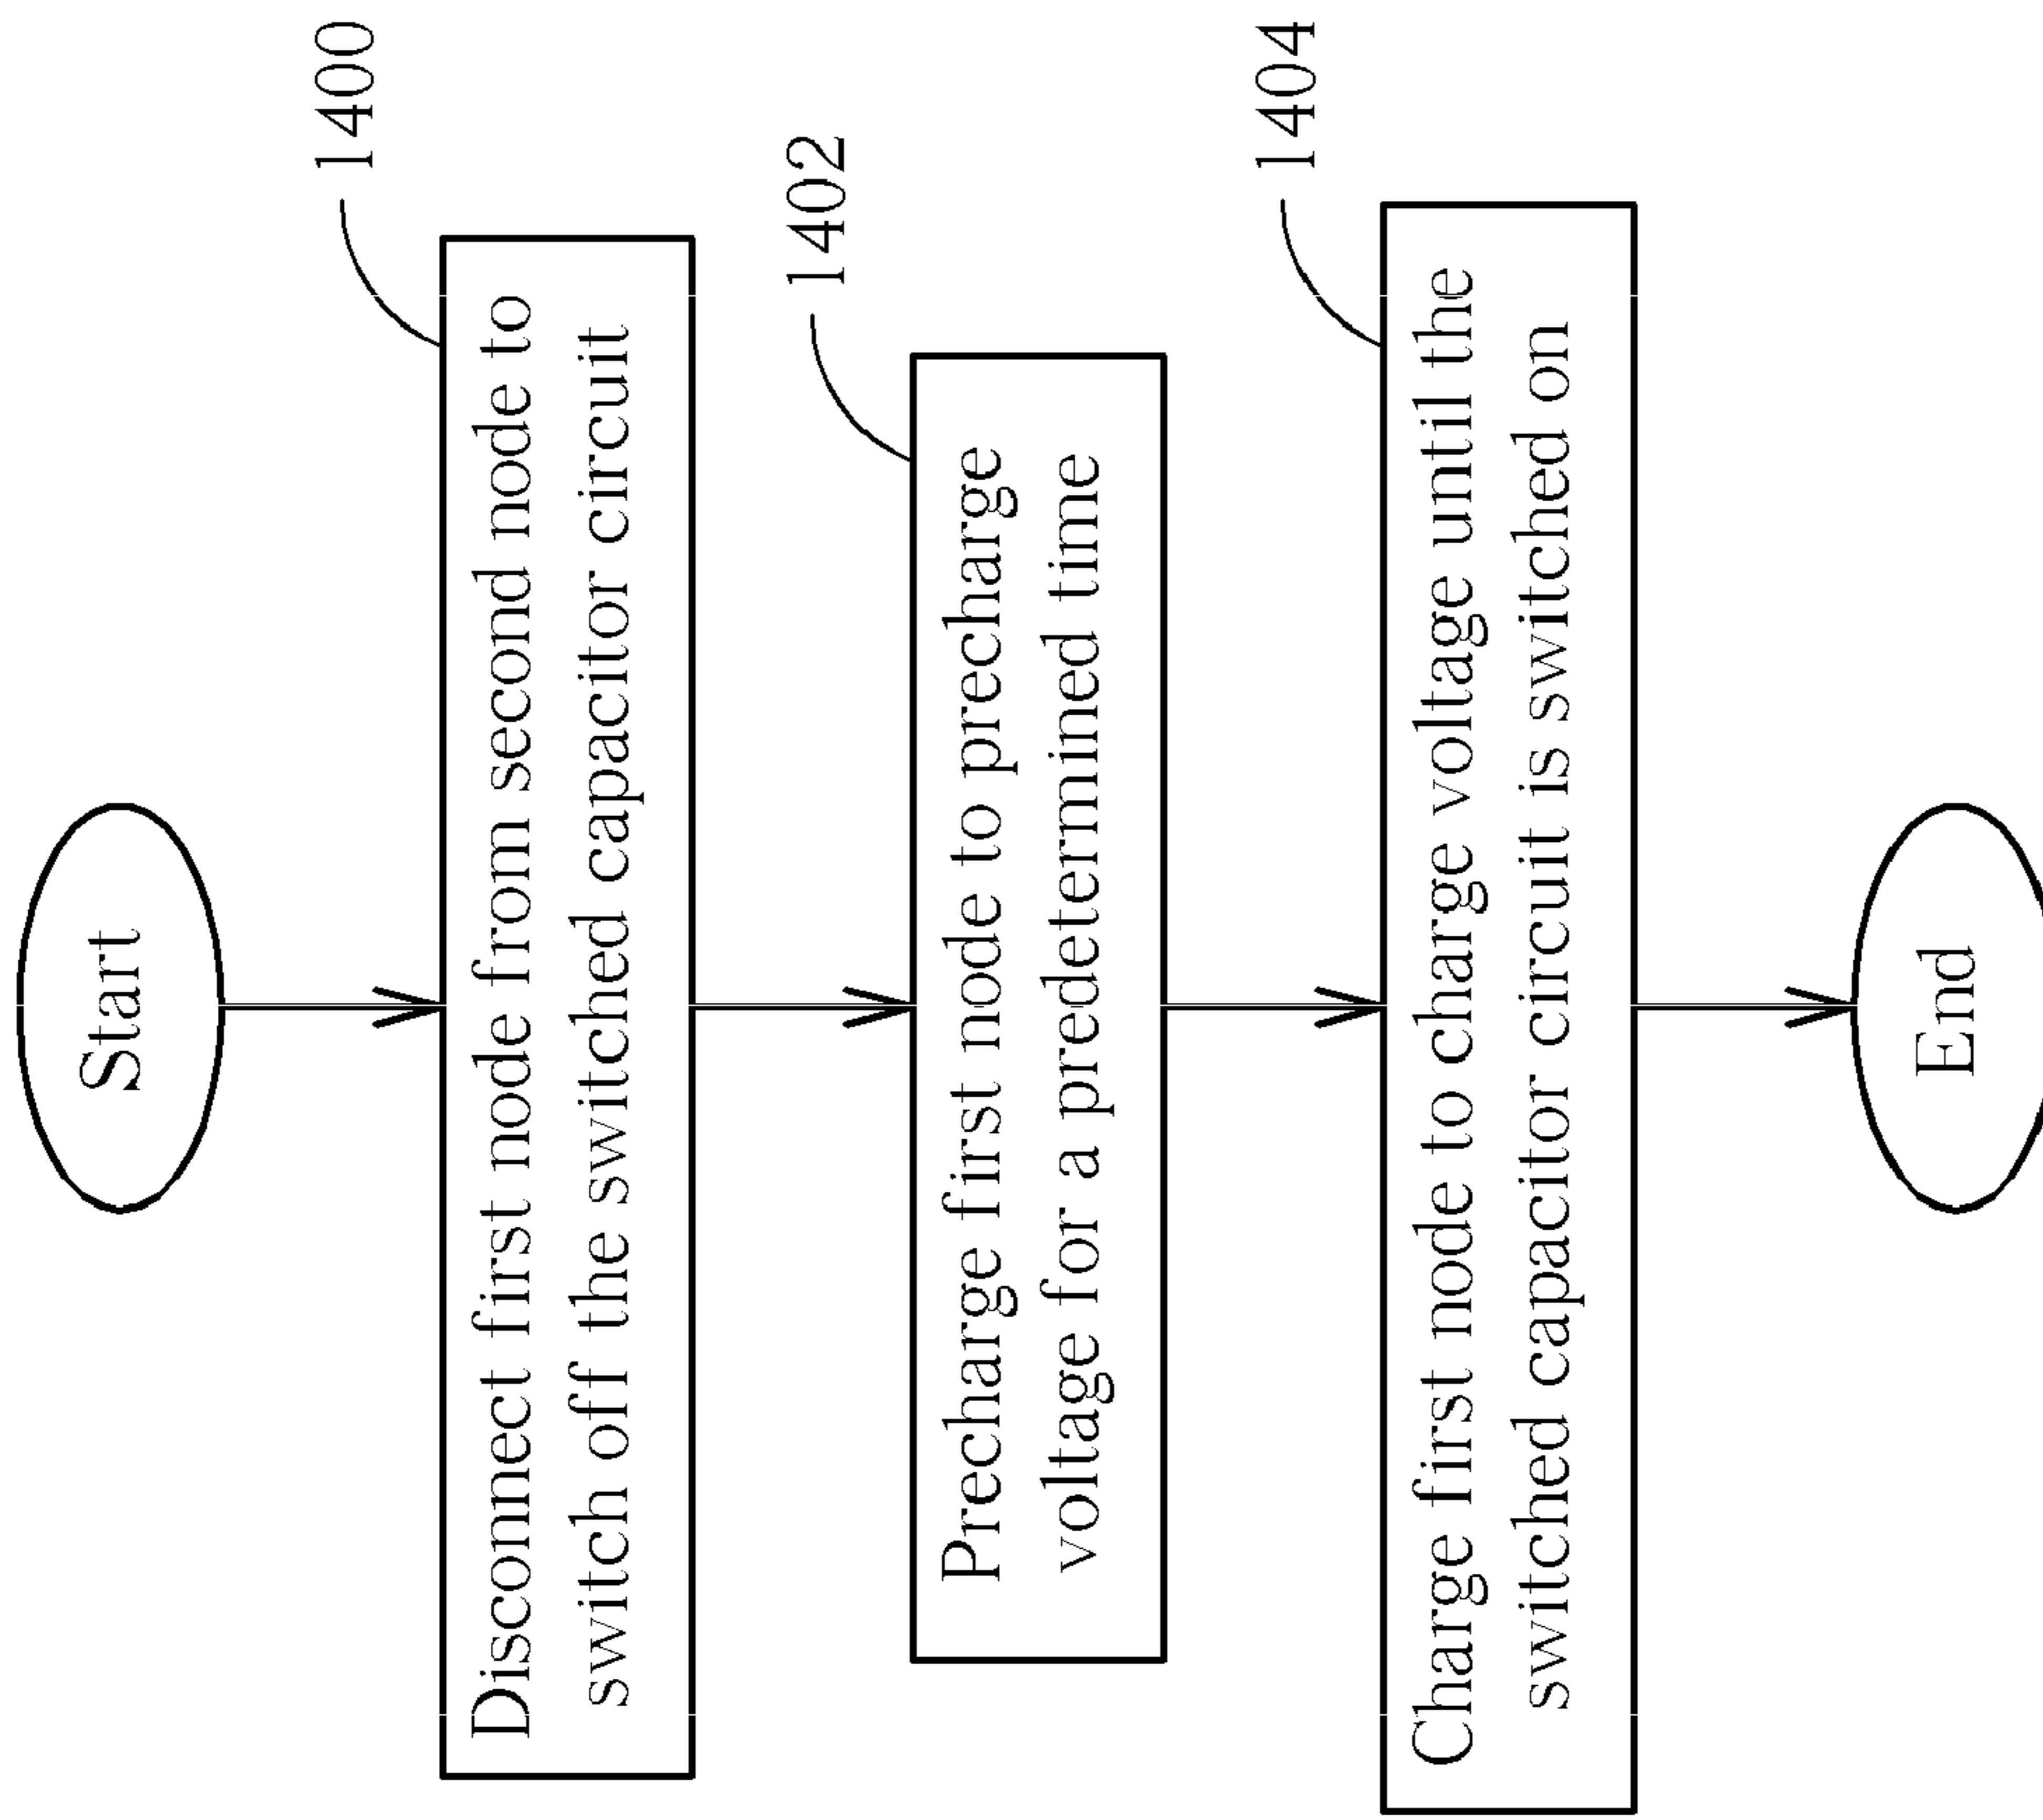 Start
1400
Disconnect first node from second node to
switch off the switched capacitor circuit
1402
Precharge first node to precharge
voltage for a predetermined time
1404
Charge first node to charge voltage until the
switched capacitor circuit is switched on
End